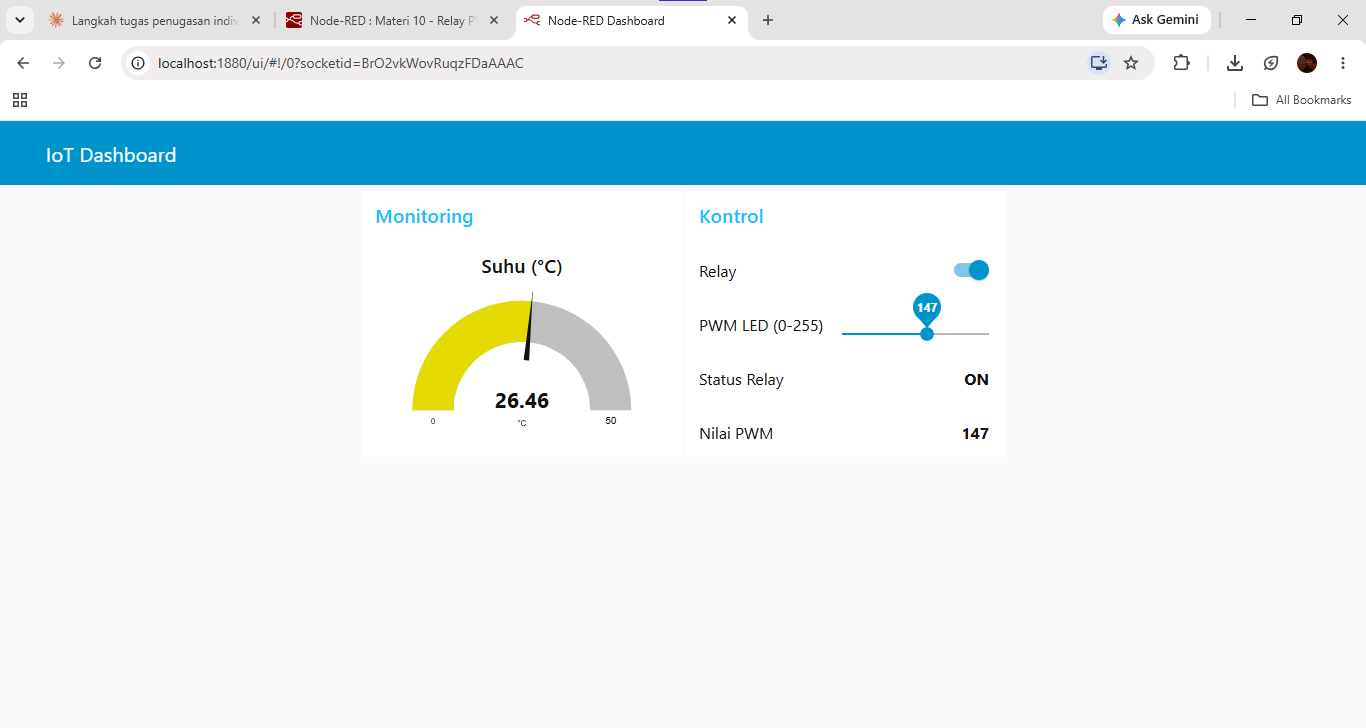 Langkah tugas penugasan indiv
Node-RED : Materi 10 - Relay P
Node-RED Dashboard
Ask Gemini
localhost:1880/ui/#!/0?socketid=BrO2vkWovRuqzFDaAAAC
All Bookmarks
IoT Dashboard
Monitoring
Suhu (°C)
26.46
°C
0
50
Kontrol
Relay
147
PWM LED (0-255)
Status Relay
ON
Nilai PWM
147